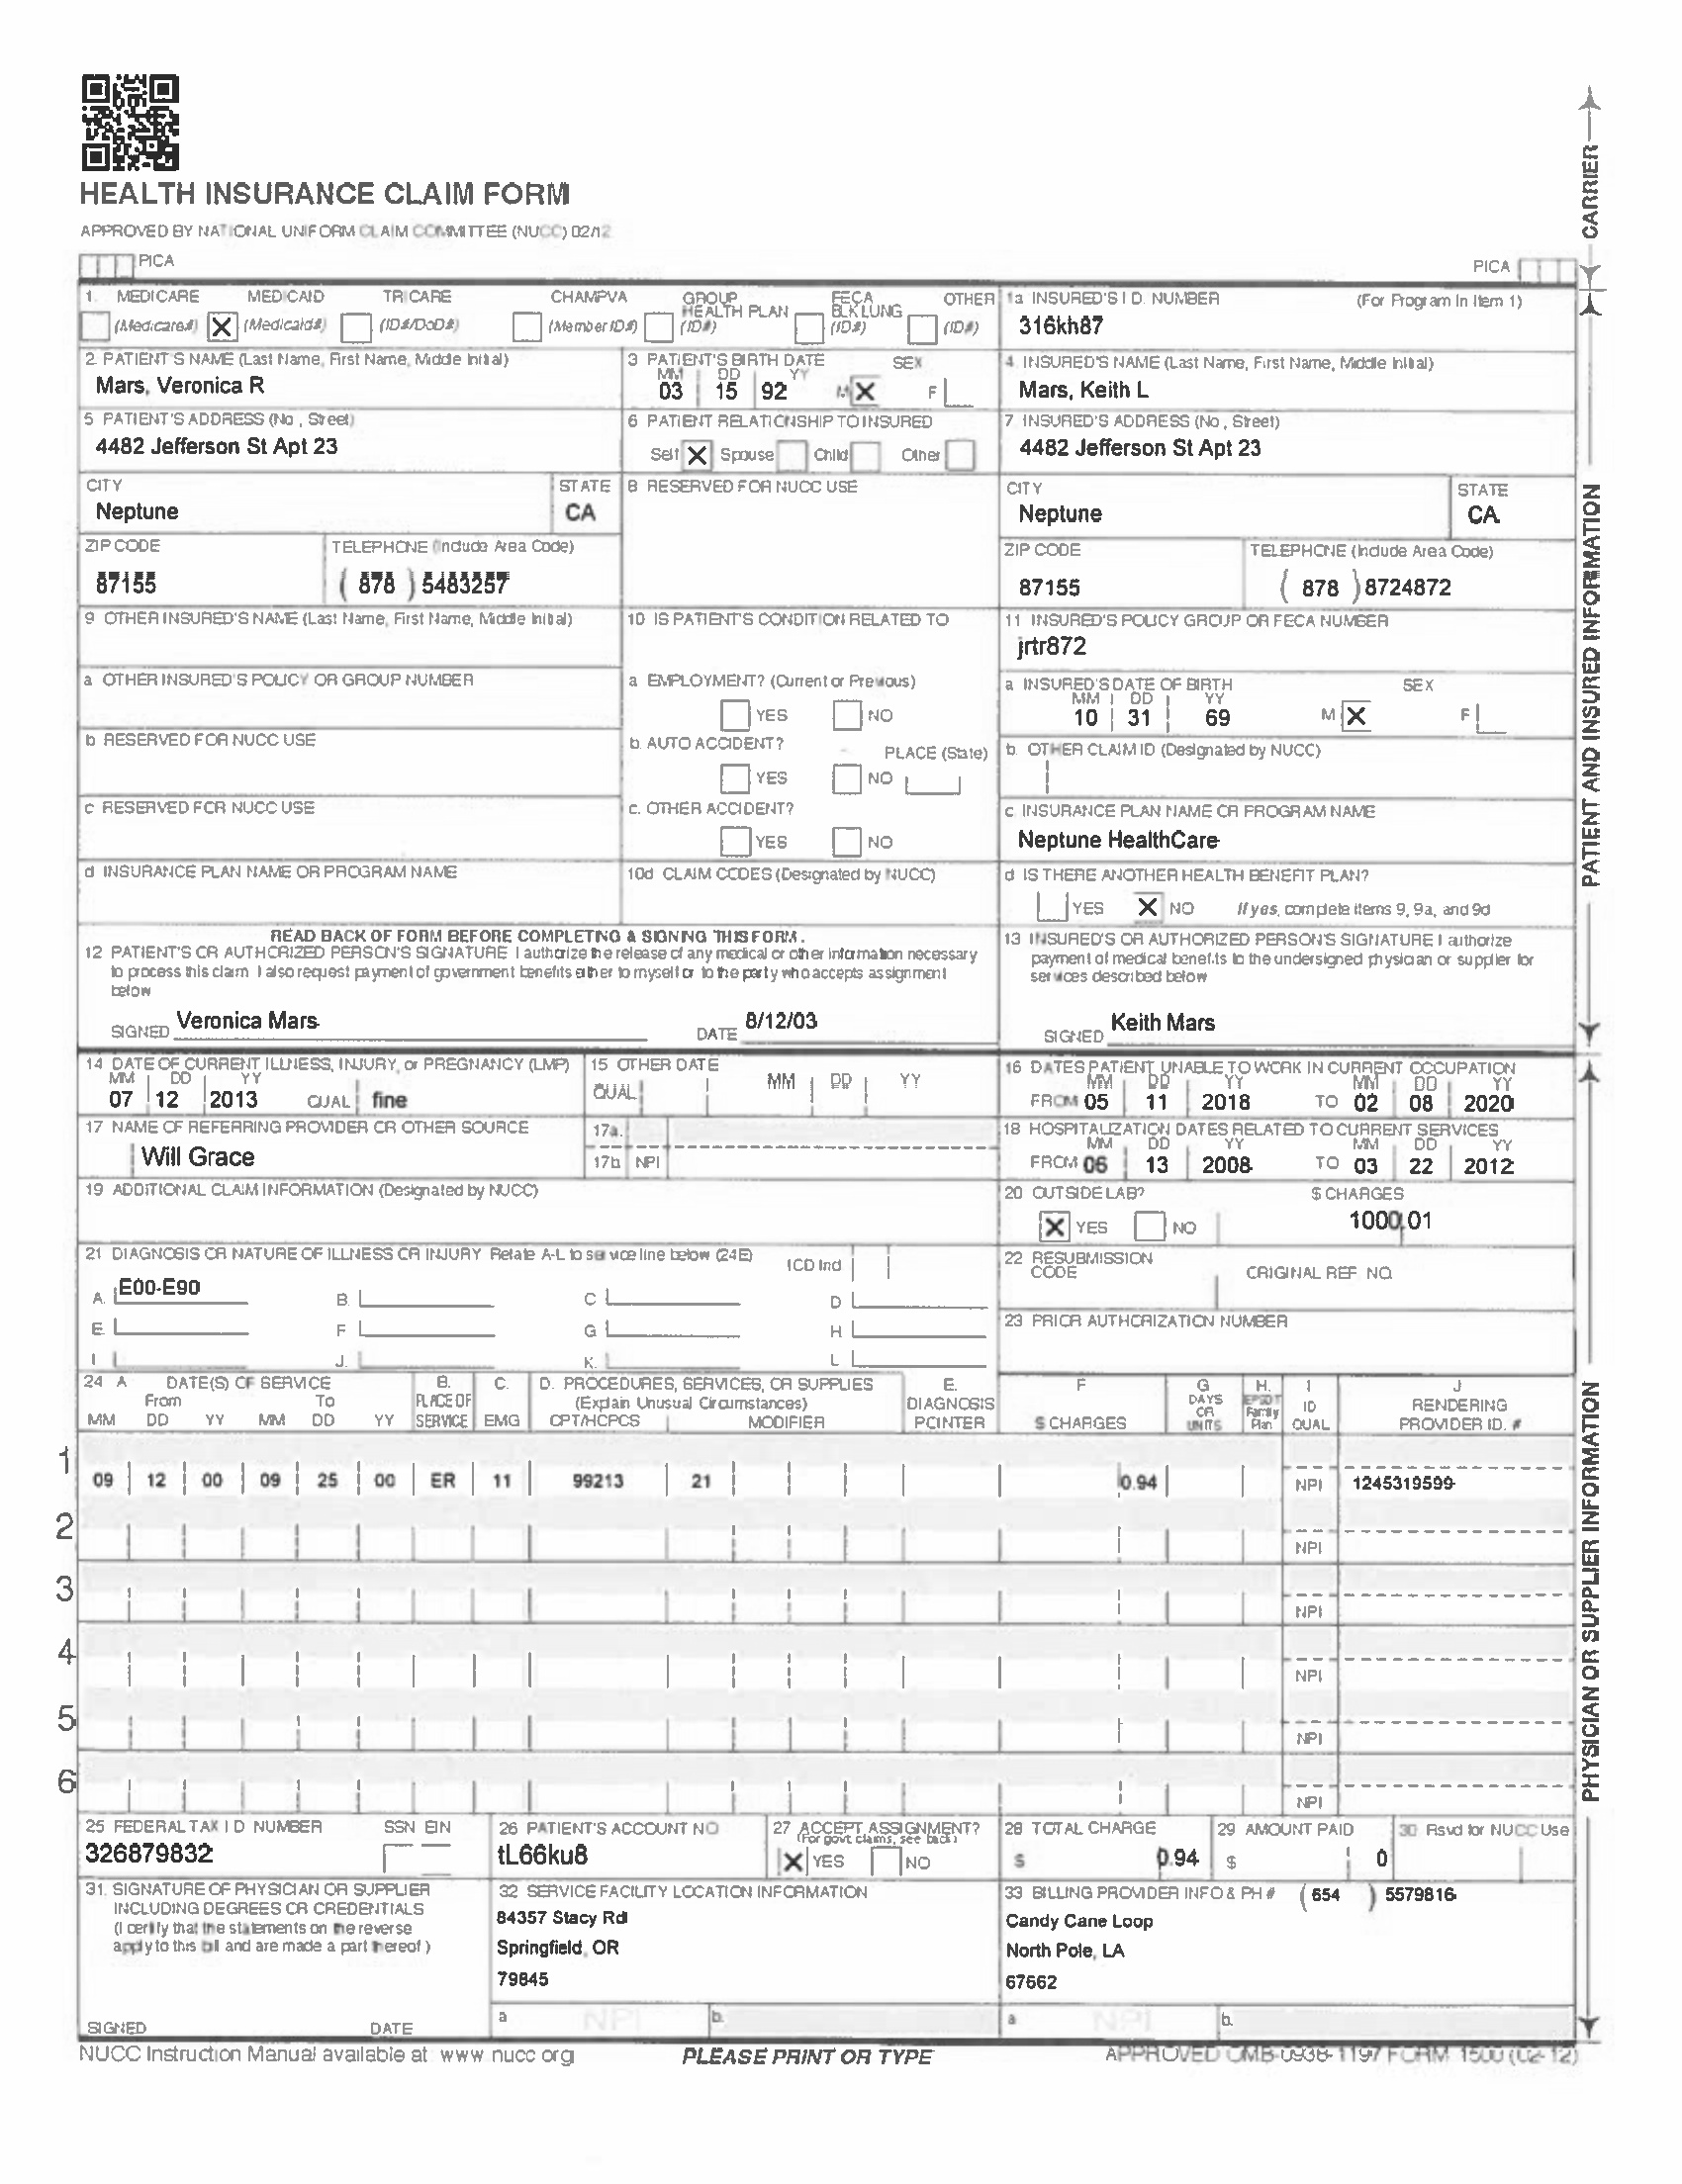 HEALTH INSURANCE CLAIM FORM
APPROVED BY NATIONAL UNIFORM CLAIM COMMITTEE (NUCC) 02/12
PICA
PICA
CARRIER
1. MEDICARE MEDICAID TRICARE CHAMPVA GROUP HEALTH PLAN FECA BLK LUNG OTHER
(Medicare#) X (Medicaid#) (ID#/DoD#) (Member ID#) (ID#) (ID#) (ID#)
1a INSURED'S I D. NUMBER (For Program In Item 1)
316kh87
2. PATIENT'S NAME (Last Name, First Name, Middle Initial)
Mars, Veronica R
3 PATIENT'S BIRTH DATE SEX
MM DD YY
03 15 92 M X F
4. INSURED'S NAME (Last Name, First Name, Middle Initial)
Mars, Keith L
5 PATIENT'S ADDRESS (No , Street)
4482 Jefferson St Apt 23
6 PATIENT RELATIONSHIP TO INSURED
Self X Spouse Child Other
7 INSURED'S ADDRESS (No , Street)
4482 Jefferson St Apt 23
CITY STATE
Neptune CA
8 RESERVED FOR NUCC USE
CITY STATE
Neptune CA
ZIP CODE TELEPHONE (Include Area Code)
87155 ( 878 ) 5483257
ZIP CODE TELEPHONE (Include Area Code)
87155 ( 878 ) 8724872
9 OTHER INSURED'S NAME (Last Name, First Name, Middle Initial)
10 IS PATIENT'S CONDITION RELATED TO
11 INSURED'S POLICY GROUP OR FECA NUMBER
jrtr872
a OTHER INSURED'S POLICY OR GROUP NUMBER
a EMPLOYMENT? (Current or Previous)
YES NO
a INSURED'S DATE OF BIRTH SEX
MM DD YY
10 31 69 M X F
b RESERVED FOR NUCC USE
b. AUTO ACCIDENT? PLACE (State)
YES NO
b. OTHER CLAIM ID (Designated by NUCC)
c RESERVED FOR NUCC USE
c. OTHER ACCIDENT?
YES NO
c INSURANCE PLAN NAME OR PROGRAM NAME
Neptune HealthCare
d INSURANCE PLAN NAME OR PROGRAM NAME
10d CLAIM CODES (Designated by NUCC)
d IS THERE ANOTHER HEALTH BENEFIT PLAN?
YES X NO If yes, complete items 9, 9a, and 9d
READ BACK OF FORM BEFORE COMPLETING & SIGNING THIS FORM.
12 PATIENT'S OR AUTHORIZED PERSON'S SIGNATURE I authorize the release of any medical or other information necessary
to process this claim I also request payment of government benefits either to myself or to the party who accepts assignment
below
SIGNED Veronica Mars DATE 8/12/03
13 INSURED'S OR AUTHORIZED PERSON'S SIGNATURE I authorize
payment of medical benefits to the undersigned physician or supplier for
services described below
SIGNED Keith Mars
PATIENT AND INSURED INFORMATION
14 DATE OF CURRENT ILLNESS, INJURY, or PREGNANCY (LMP)
MM DD YY
07 12 2013 QUAL fine
15 OTHER DATE
QUAL MM DD YY
16 DATES PATIENT UNABLE TO WORK IN CURRENT OCCUPATION
MM DD YY MM DD YY
FROM 05 11 2018 TO 02 08 2020
17 NAME OF REFERRING PROVIDER OR OTHER SOURCE
Will Grace
17a.
17b NPI
18 HOSPITALIZATION DATES RELATED TO CURRENT SERVICES
MM DD YY MM DD YY
FROM 06 13 2008 TO 03 22 2012
19 ADDITIONAL CLAIM INFORMATION (Designated by NUCC)
20 OUTSIDE LAB? $ CHARGES
X YES NO 1000 01
21 DIAGNOSIS OR NATURE OF ILLNESS OR INJURY Relate A-L to service line below (24E) ICD Ind
A. E00-E90 B. C D
E. F G H
I J. K. L
22 RESUBMISSION CODE ORIGINAL REF NO.
23 PRIOR AUTHORIZATION NUMBER
24 A DATE(S) OF SERVICE B. C. D. PROCEDURES, SERVICES, OR SUPPLIES E. F G H. I J
From To PLACE OF (Explain Unusual Circumstances) DIAGNOSIS DAYS OR EPSDT Family ID RENDERING
MM DD YY MM DD YY SERVICE EMG CPT/HCPCS MODIFIER POINTER $ CHARGES UNITS Plan QUAL PROVIDER ID. #
1
09 12 00 09 25 00 ER 11 99213 21 0.94 NPI 1245319599
2
NPI
3
NPI
4
NPI
5
NPI
6
NPI
25 FEDERAL TAX I D NUMBER SSN EIN
326879832
26 PATIENT'S ACCOUNT NO
tL66ku8
27 ACCEPT ASSIGNMENT?
(For govt claims, see back)
X YES NO
28 TOTAL CHARGE
$ 0.94
29 AMOUNT PAID
$ 0
30 Rsvd for NUCC Use
31. SIGNATURE OF PHYSICIAN OR SUPPLIER
INCLUDING DEGREES OR CREDENTIALS
(I certify that the statements on the reverse
apply to this bill and are made a part thereof )
SIGNED DATE
32 SERVICE FACILITY LOCATION INFORMATION
84357 Stacy Rd
Springfield, OR
79845
a NPI b.
33 BILLING PROVIDER INFO & PH # ( 654 ) 5579816
Candy Cane Loop
North Pole, LA
67662
a NPI b.
PHYSICIAN OR SUPPLIER INFORMATION
NUCC Instruction Manual available at www nucc org
PLEASE PRINT OR TYPE
APPROVED OMB-0938-1197 FORM 1500 (02-12)